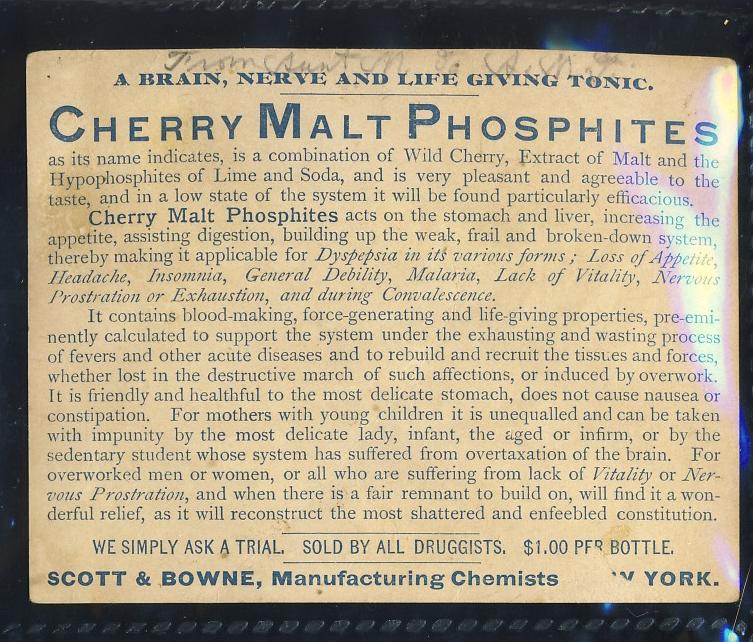 From Aunt M.
A BRAIN, NERVE AND LIFE GIVING TONIC.
CHERRY MALT PHOSPHITES
as its name indicates, is a combination of Wild Cherry, Extract of Malt and the
Hypophosphites of Lime and Soda, and is very pleasant and agreeable to the
taste, and in a low state of the system it will be found particularly efficacious.
Cherry Malt Phosphites acts on the stomach and liver, increasing the
appetite, assisting digestion, building up the weak, frail and broken-down system,
thereby making it applicable for Dyspepsia in its various forms; Loss of Appetite,
Headache, Insomnia, General Debility, Malaria, Lack of Vitality, Nervous
Prostration or Exhaustion, and during Convalescence.
It contains blood-making, force-generating and life-giving properties, pre-emi-
nently calculated to support the system under the exhausting and wasting process
of fevers and other acute diseases and to rebuild and recruit the tissues and forces,
whether lost in the destructive march of such affections, or induced by overwork.
It is friendly and healthful to the most delicate stomach, does not cause nausea or
constipation. For mothers with young children it is unequalled and can be taken
with impunity by the most delicate lady, infant, the aged or infirm, or by the
sedentary student whose system has suffered from overtaxation of the brain. For
overworked men or women, or all who are suffering from lack of Vitality or Ner-
vous Prostration, and when there is a fair remnant to build on, will find it a won-
derful relief, as it will reconstruct the most shattered and enfeebled constitution.
WE SIMPLY ASK A TRIAL. SOLD BY ALL DRUGGISTS. $1.00 PER BOTTLE.
SCOTT & BOWNE, Manufacturing Chemists W YORK.